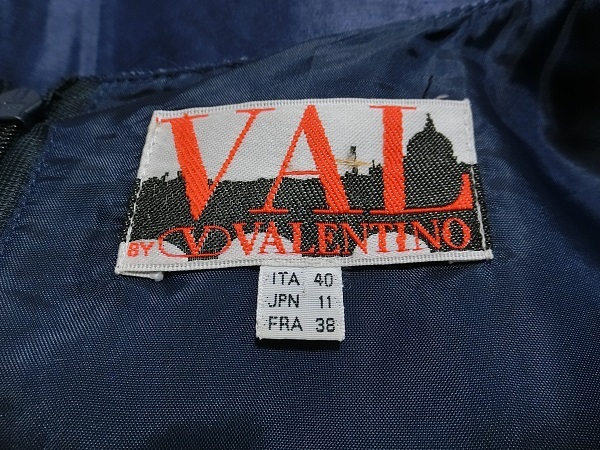 VAL
BY V VALENTINO
ITA 40
JPN 11
FRA 38